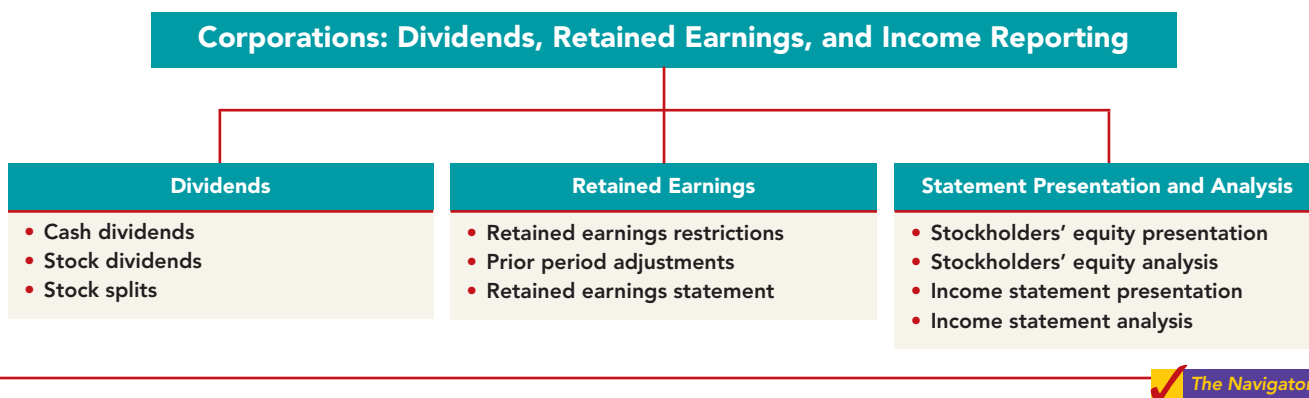 Corporations: Dividends, Retained Earnings, and Income Reporting
Dividends
• Cash dividends
• Stock dividends
• Stock splits
Retained Earnings
• Retained earnings restrictions
• Prior period adjustments
• Retained earnings statement
Statement Presentation and Analysis
• Stockholders’ equity presentation
• Stockholders’ equity analysis
• Income statement presentation
• Income statement analysis
The Navigator